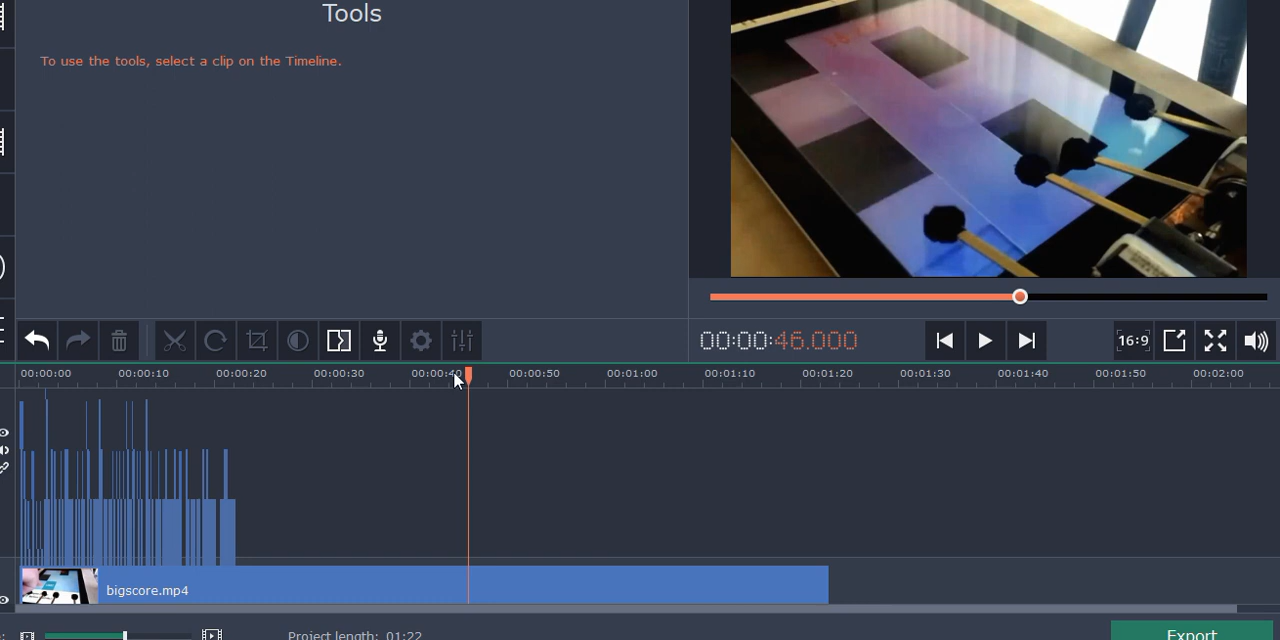 Tools
To use the tools, select a clip on the Timeline.
00:00:46.000
16:9
00:00:00 00:00:10 00:00:20 00:00:30 00:00:40 00:00:50 00:01:00 00:01:10 00:01:20 00:01:30 00:01:40 00:01:50 00:02:00
bigscore.mp4
Project length: 01:22
Export